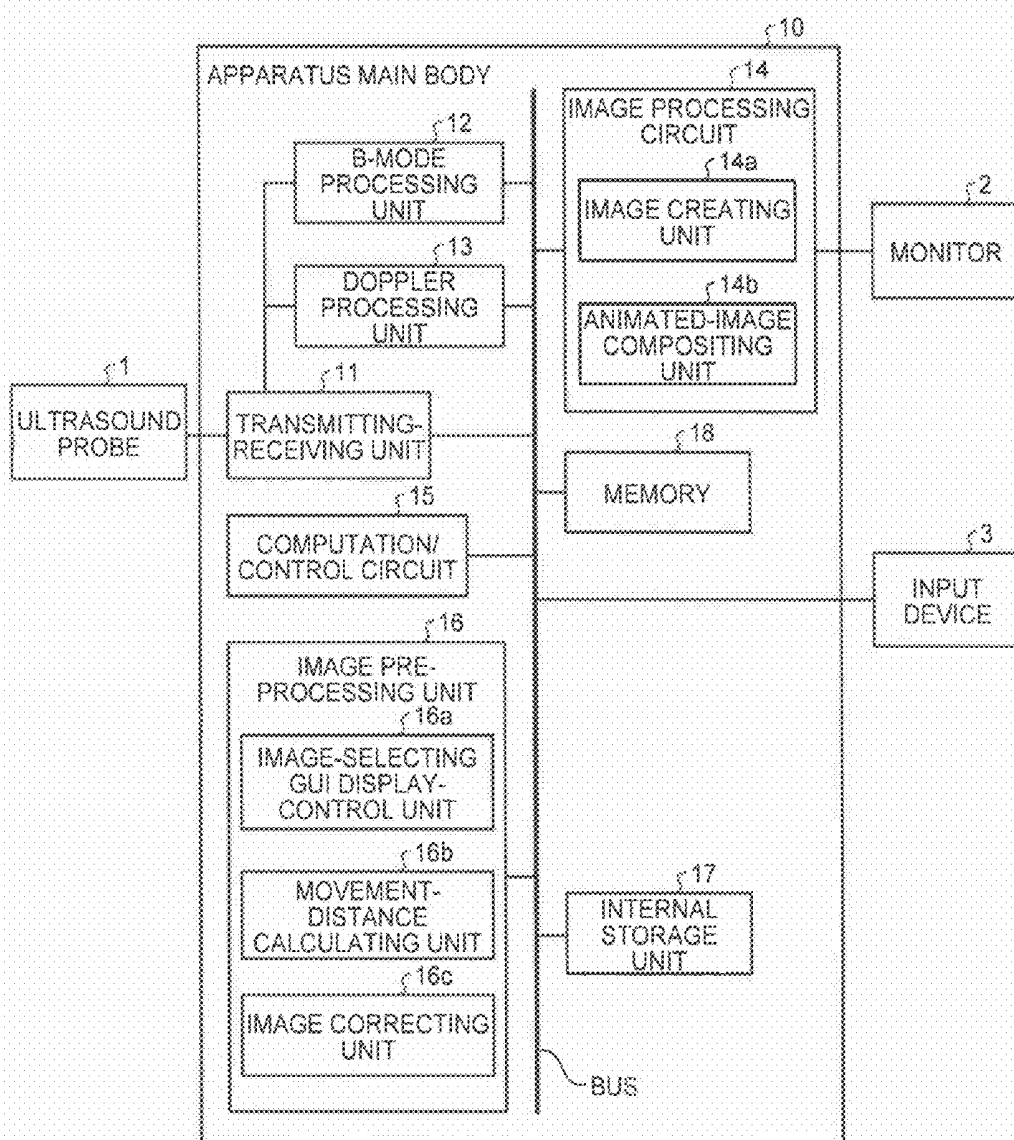 10
APPARATUS MAIN BODY
12
B-MODE
PROCESSING
UNIT
13
DOPPLER
PROCESSING
UNIT
1
ULTRASOUND
PROBE
11
TRANSMITTING-
RECEIVING UNIT
15
COMPUTATION/
CONTROL CIRCUIT
16
IMAGE PRE-
PROCESSING UNIT
16a
IMAGE-SELECTING
GUI DISPLAY-
CONTROL UNIT
16b
MOVEMENT-
DISTANCE
CALCULATING UNIT
16c
IMAGE CORRECTING
UNIT
14
IMAGE PROCESSING
CIRCUIT
14a
IMAGE CREATING
UNIT
14b
ANIMATED-IMAGE
COMPOSITING
UNIT
2
MONITOR
18
MEMORY
3
INPUT
DEVICE
17
INTERNAL
STORAGE
UNIT
BUS